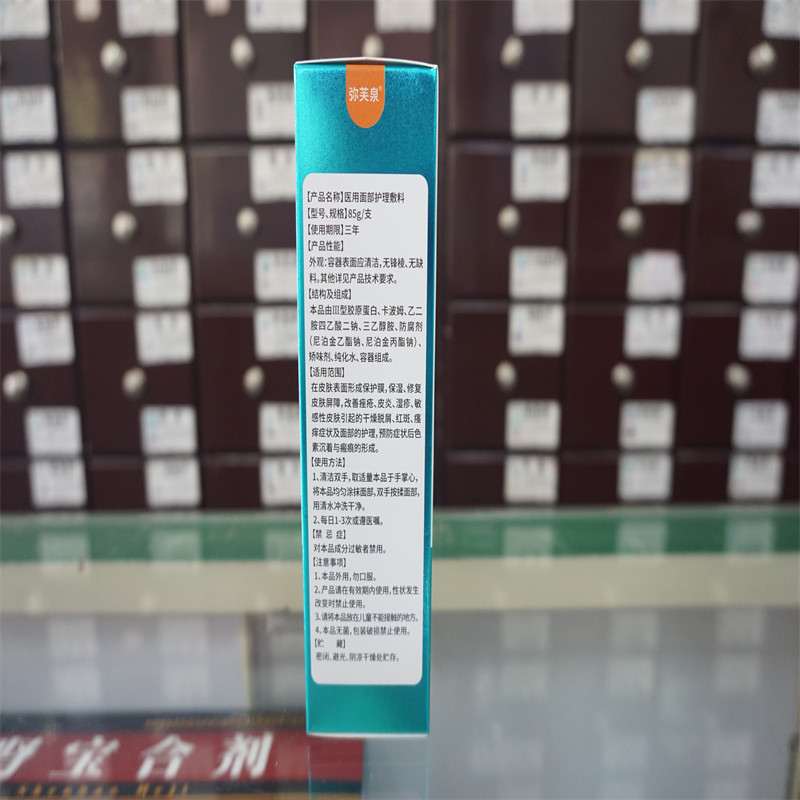 弥芙泉®
【产品名称】医用面部护理敷料
【型号、规格】85g/支
【使用期限】三年
【产品性能】
外观：容器表面应清洁，无锋棱、无缺
料。其他详见产品技术要求。
【结构及组成】
本品由III型胶原蛋白、卡波姆、乙二
胺四乙酸二钠、三乙醇胺、防腐剂
（尼泊金乙酯钠、尼泊金丙酯钠）、
矫味剂、纯化水、容器组成。
【适用范围】
在皮肤表面形成保护膜，保湿、修复
皮肤屏障，改善痤疮、皮炎、湿疹、敏
感性皮肤引起的干燥脱屑、红斑、瘙
痒症状及面部的护理，预防症状后色
素沉着与瘢痕的形成。
【使用方法】
1、清洁双手，取适量本品于手掌心，
将本品均匀涂抹面部，双手按揉面部，
用清水冲洗干净。
2、每日1-3次或遵医嘱。
【禁 忌 症】
对本品成分过敏者禁用。
【注意事项】
1、本品外用，勿口服。
2、产品请在有效期内使用，性状发生
改变时禁止使用。
3、请将本品放在儿童不能接触的地方。
4、本品无菌，包装破损禁止使用。
【贮 藏】
密闭、避光、阴凉干燥处贮存。
宝合剂